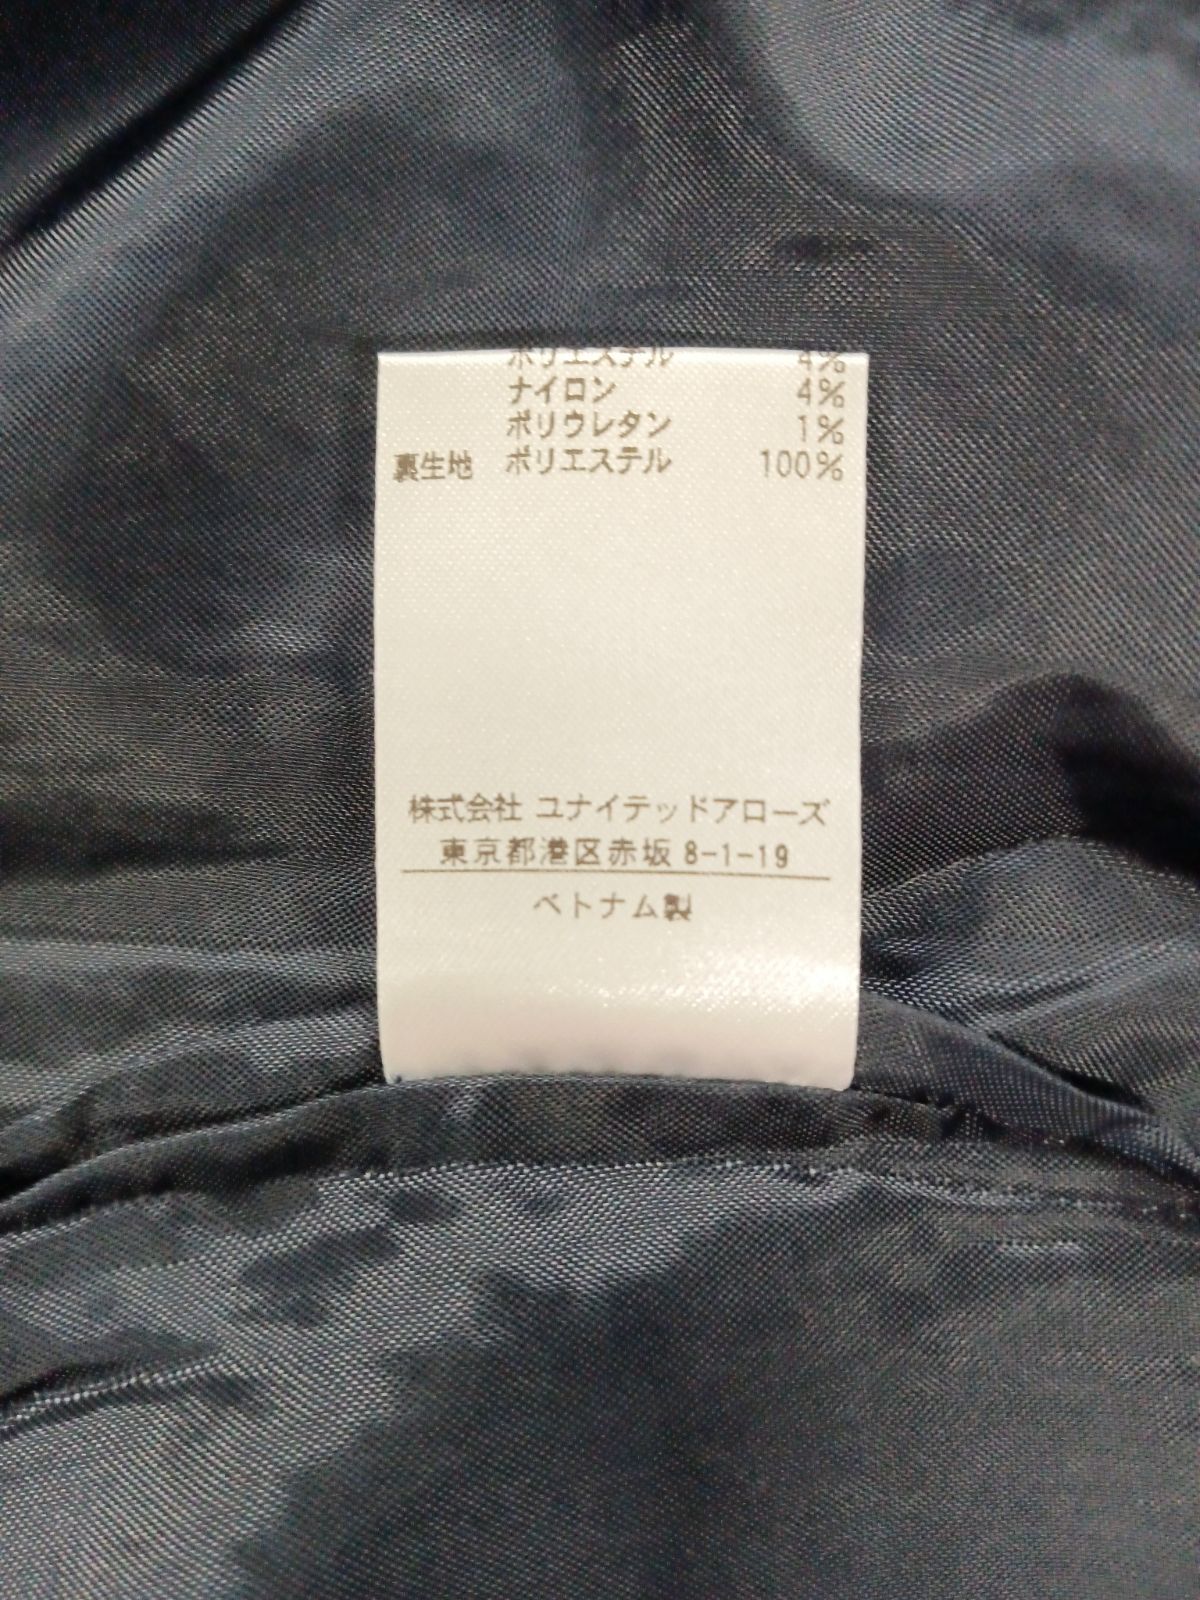 ポリエステル 4%
ナイロン 4%
ポリウレタン 1%
裏生地 ポリエステル 100%
株式会社 ユナイテッドアローズ
東京都港区赤坂 8-1-19
ベトナム製